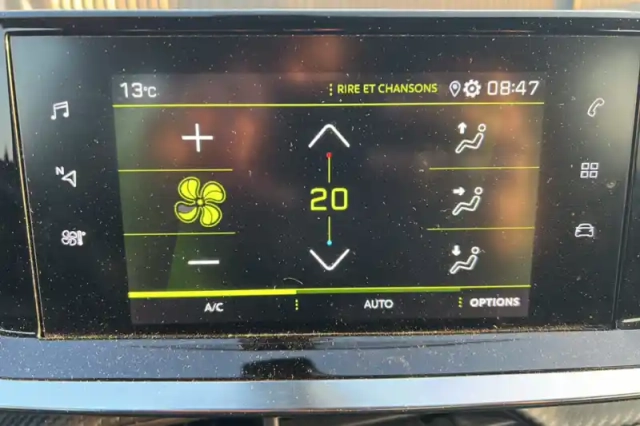 13°C RIRE ET CHANSONS 08:47
N
20
A/C AUTO OPTIONS